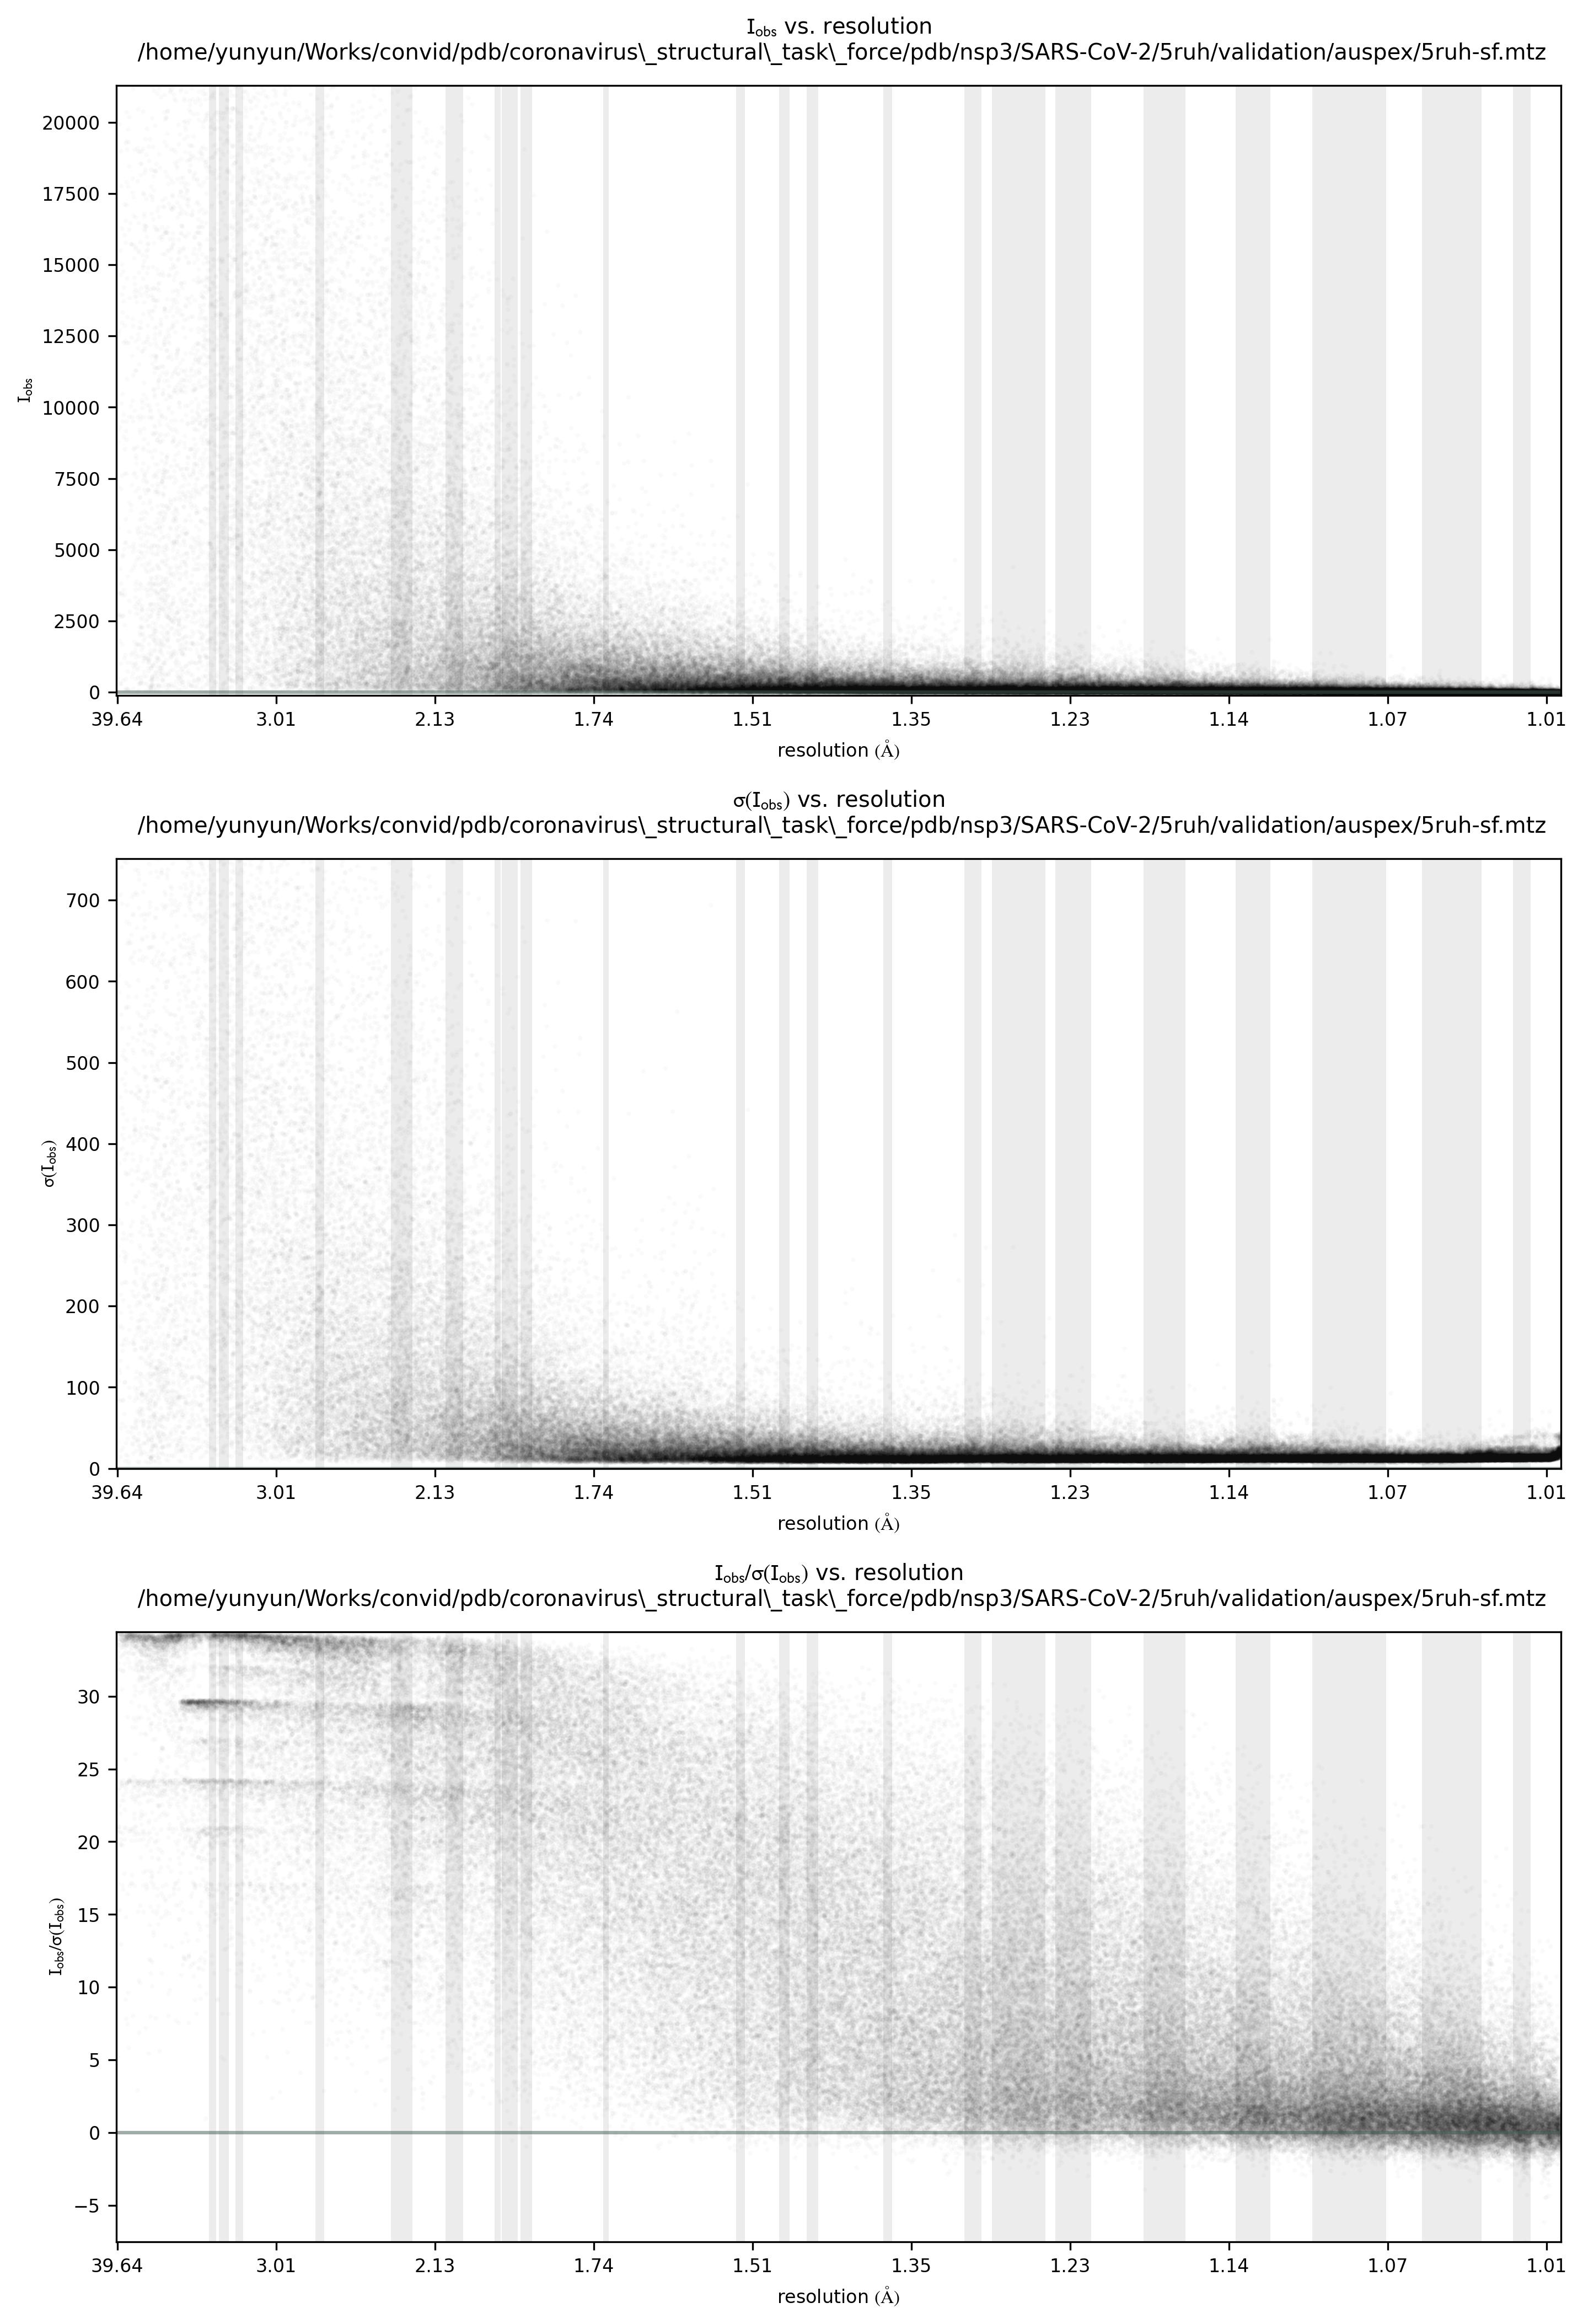 I_obs vs. resolution
/home/yunyun/Works/convid/pdb/coronavirus\_structural\_task\_force/pdb/nsp3/SARS-CoV-2/5ruh/validation/auspex/5ruh-sf.mtz
20000
17500
15000
12500
10000
7500
5000
2500
0
I_obs
39.64 3.01 2.13 1.74 1.51 1.35 1.23 1.14 1.07 1.01
resolution (Å)
σ(I_obs) vs. resolution
/home/yunyun/Works/convid/pdb/coronavirus\_structural\_task\_force/pdb/nsp3/SARS-CoV-2/5ruh/validation/auspex/5ruh-sf.mtz
700
600
500
400
300
200
100
0
σ(I_obs)
39.64 3.01 2.13 1.74 1.51 1.35 1.23 1.14 1.07 1.01
resolution (Å)
I_obs/σ(I_obs) vs. resolution
/home/yunyun/Works/convid/pdb/coronavirus\_structural\_task\_force/pdb/nsp3/SARS-CoV-2/5ruh/validation/auspex/5ruh-sf.mtz
30
25
20
15
10
5
0
−5
I_obs/σ(I_obs)
39.64 3.01 2.13 1.74 1.51 1.35 1.23 1.14 1.07 1.01
resolution (Å)